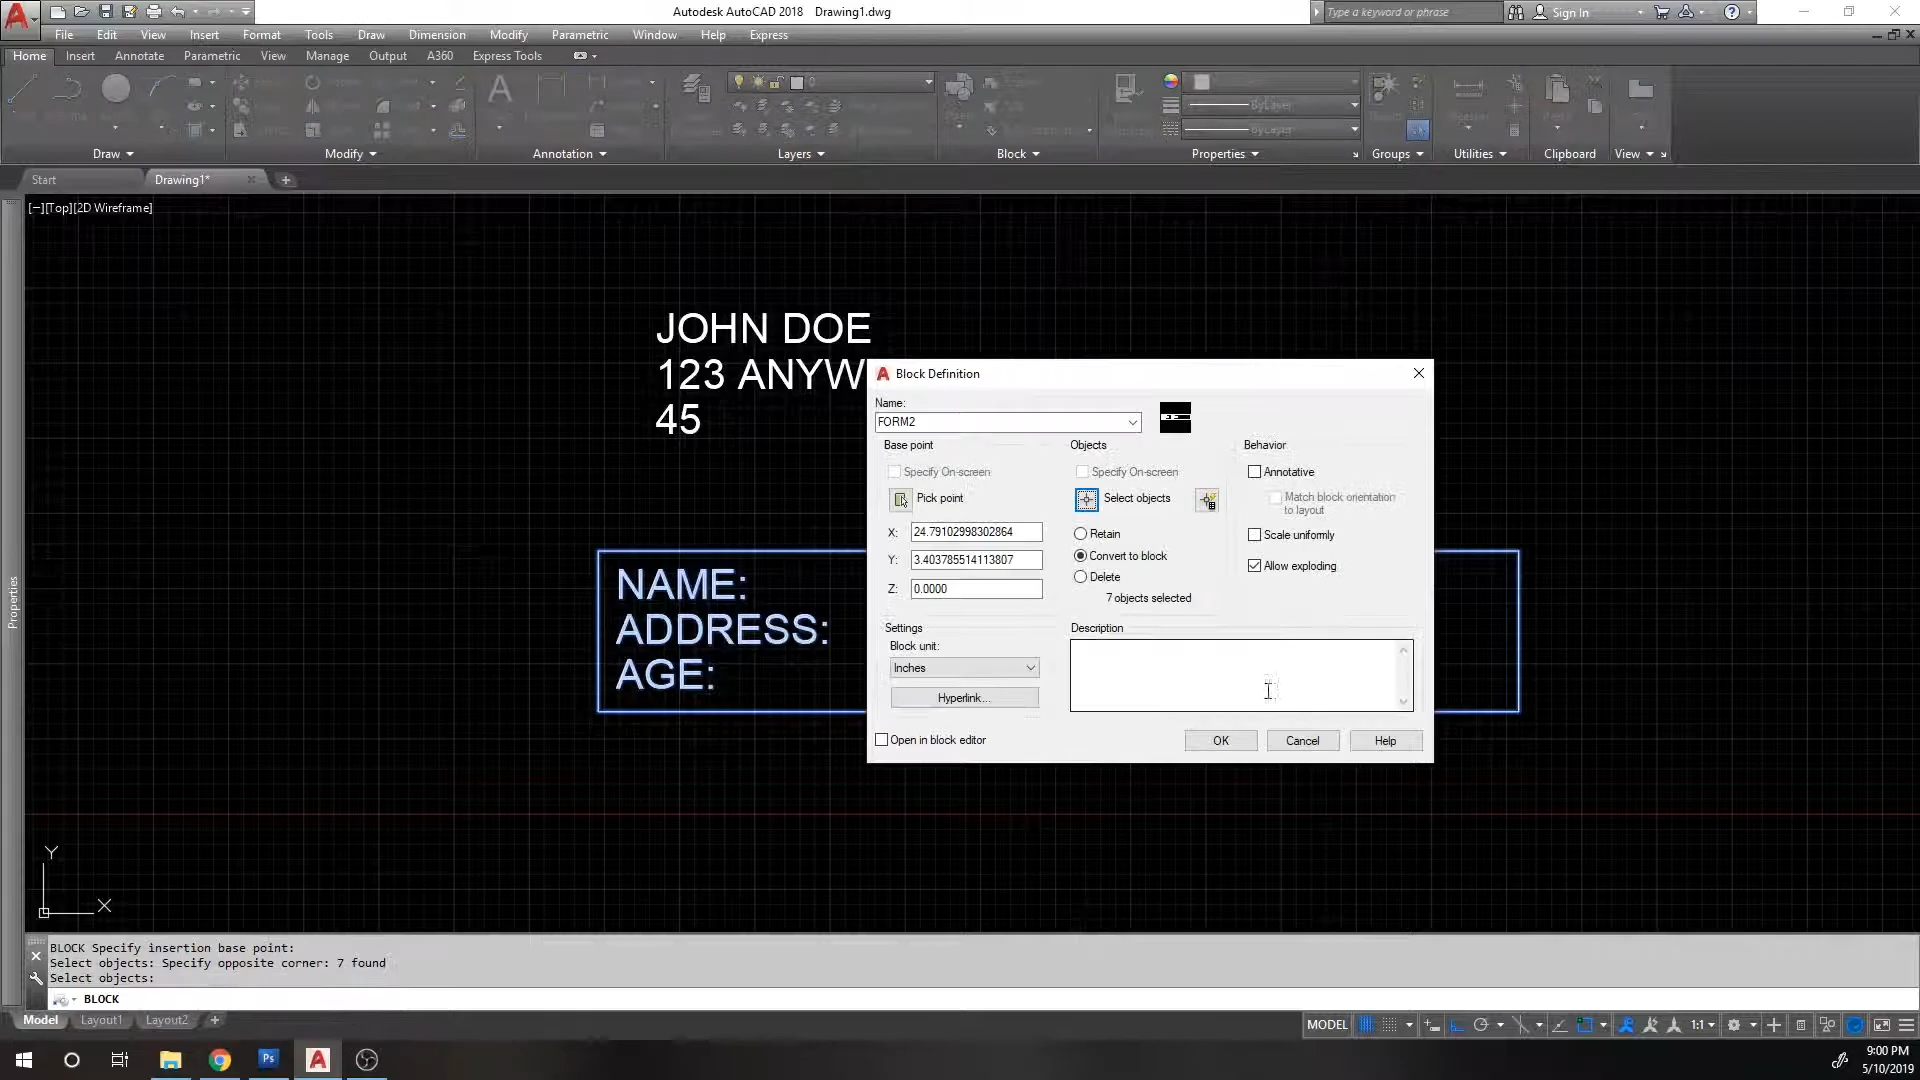 Autodesk AutoCAD 2018 Drawing1.dwg
Type a keyword or phrase
Sign In
File Edit View Insert Format Tools Draw Dimension Modify Parametric Window Help Express
Home Insert Annotate Parametric View Manage Output A360 Express Tools
0
ByLayer
ByLayer
Draw Modify Annotation Layers Block Properties Groups Utilities Clipboard View
Start Drawing1*
[−][Top][2D Wireframe]
Properties
JOHN DOE
123 ANYW
45
NAME:
ADDRESS:
AGE:
Block Definition
Name:
FORM2
Base point
Specify On-screen
Pick point
X: 24.79102998302864
Y: 3.403785514113807
Z: 0.0000
Objects
Specify On-screen
Select objects
Retain
Convert to block
Delete
7 objects selected
Behavior
Annotative
Match block orientation
to layout
Scale uniformly
Allow exploding
Settings
Block unit:
Inches
Hyperlink...
Description
Open in block editor
OK Cancel Help
Y
X
BLOCK Specify insertion base point:
Select objects: Specify opposite corner: 7 found
Select objects:
BLOCK
Model Layout1 Layout2
MODEL
1:1
Ps
9:00 PM
5/10/2019